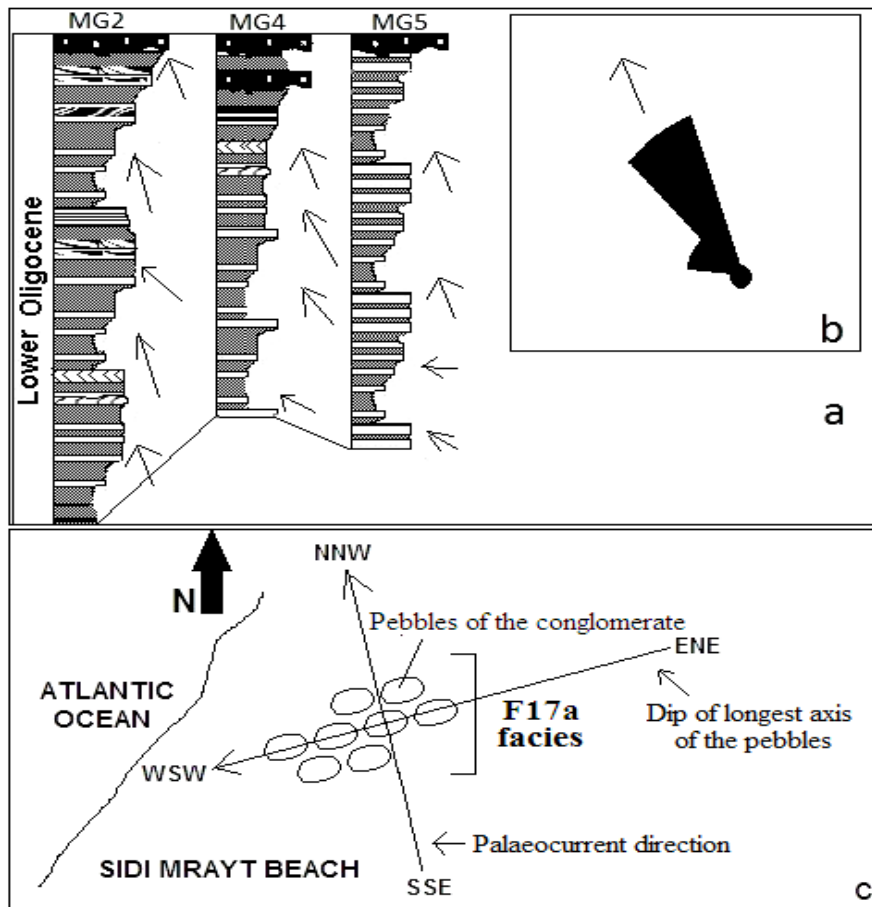 MG2 MG4 MG5
Lower Oligocene
b
a
NNW
N
Pebbles of the conglomerate
ENE
ATLANTIC
OCEAN
F17a
facies
Dip of longest axis
of the pebbles
WSW
Palaeocurrent direction
SIDI MRAYT BEACH
SSE
c